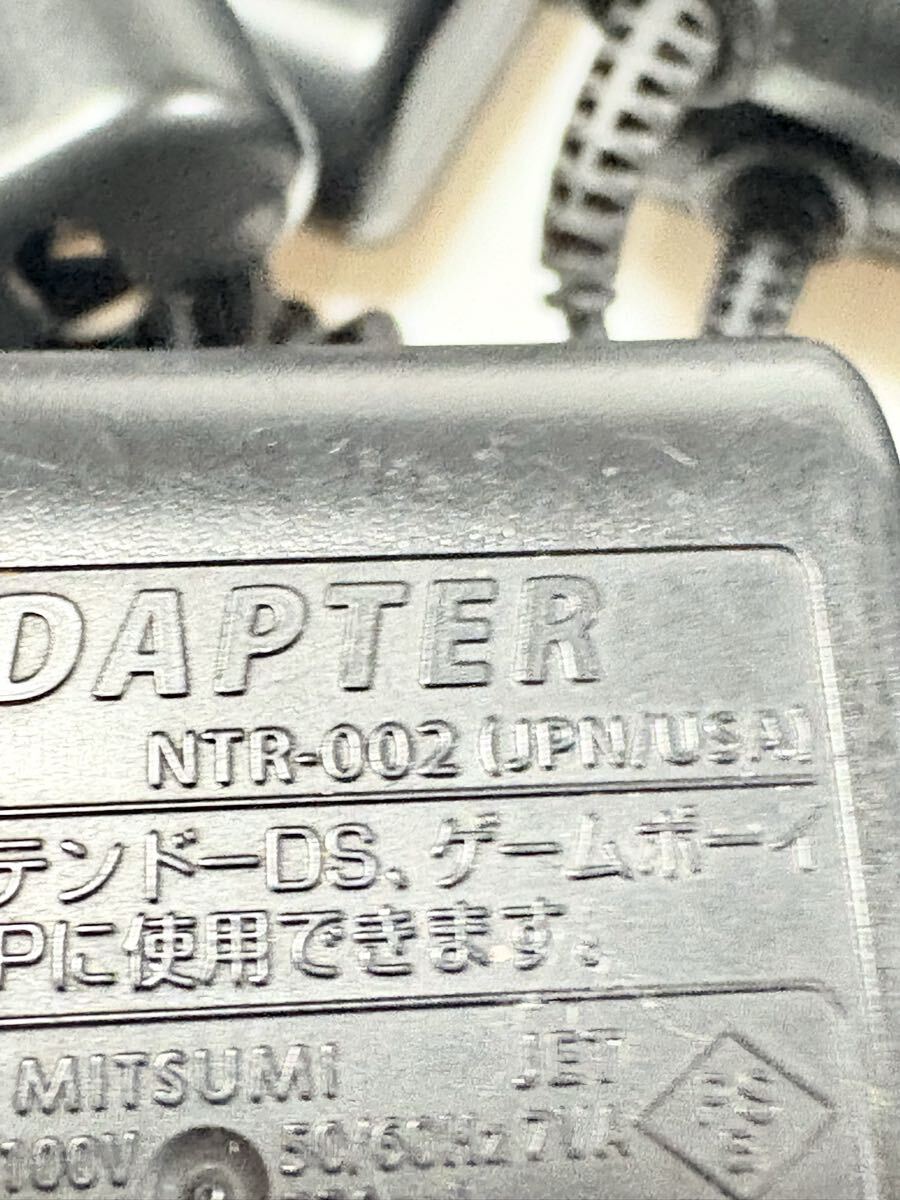 DAPTER
NTR-002 (JPN/USA)
テンドーDS、ゲームボーイ
Pに使用できます。
MITSUMI JET
100V 50/60Hz 7VA